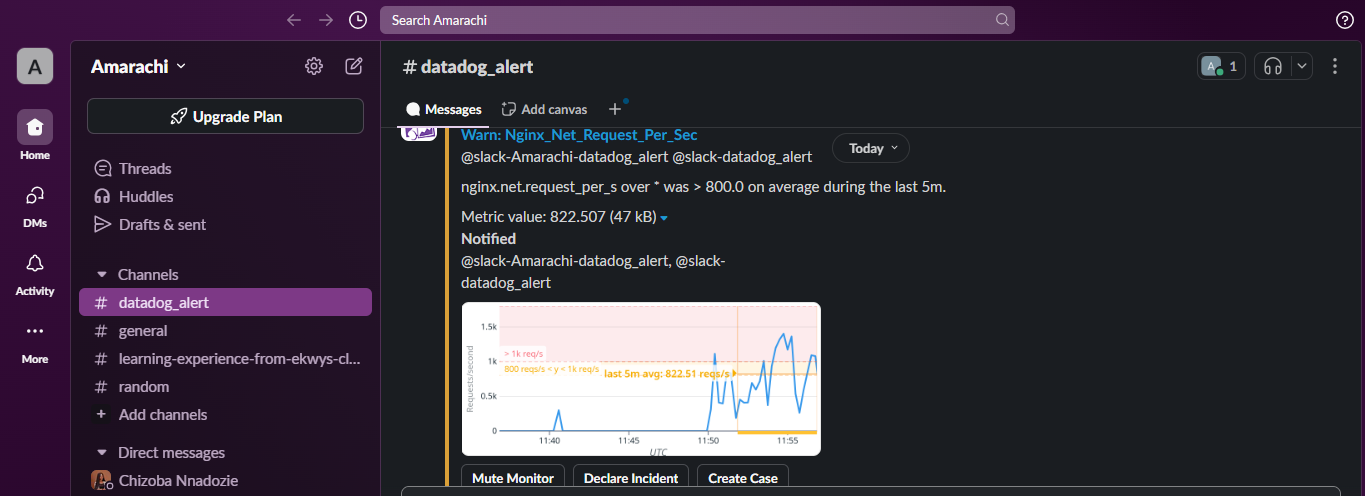 Search Amarachi
A
Amarachi
Upgrade Plan
Home
Threads
Huddles
DMs
Drafts & sent
Channels
Activity
# datadog_alert
# general
# learning-experience-from-ekwys-cl...
More
# random
+ Add channels
Direct messages
Chizoba Nnadozie
# datadog_alert
A 1
Messages
Add canvas
Warn: Nginx_Net_Request_Per_Sec
@slack-Amarachi-datadog_alert @slack-datadog_alert
Today
nginx.net.request_per_s over * was > 800.0 on average during the last 5m.
Metric value: 822.507 (47 kB)
Notified
@slack-Amarachi-datadog_alert, @slack-
datadog_alert
Requests/second
1.5k
> 1k req/s
1k
800 reqs/s < y < 1k req/s
last 5m avg: 822.51 reqs/s
0.5k
0
11:40 11:45 11:50 11:55
UTC
Mute Monitor Declare Incident Create Case